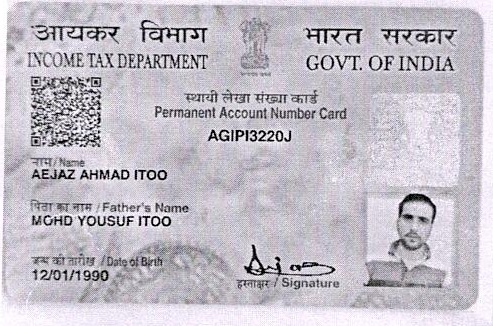 आयकर विभाग
INCOME TAX DEPARTMENT
भारत सरकार
GOVT. OF INDIA
स्थायी लेखा संख्या कार्ड
Permanent Account Number Card
AGIPI3220J
नाम / Name
AEJAZ AHMAD ITOO
पिता का नाम / Father's Name
MOHD YOUSUF ITOO
जन्म की तारीख / Date of Birth
12/01/1990
हस्ताक्षर / Signature